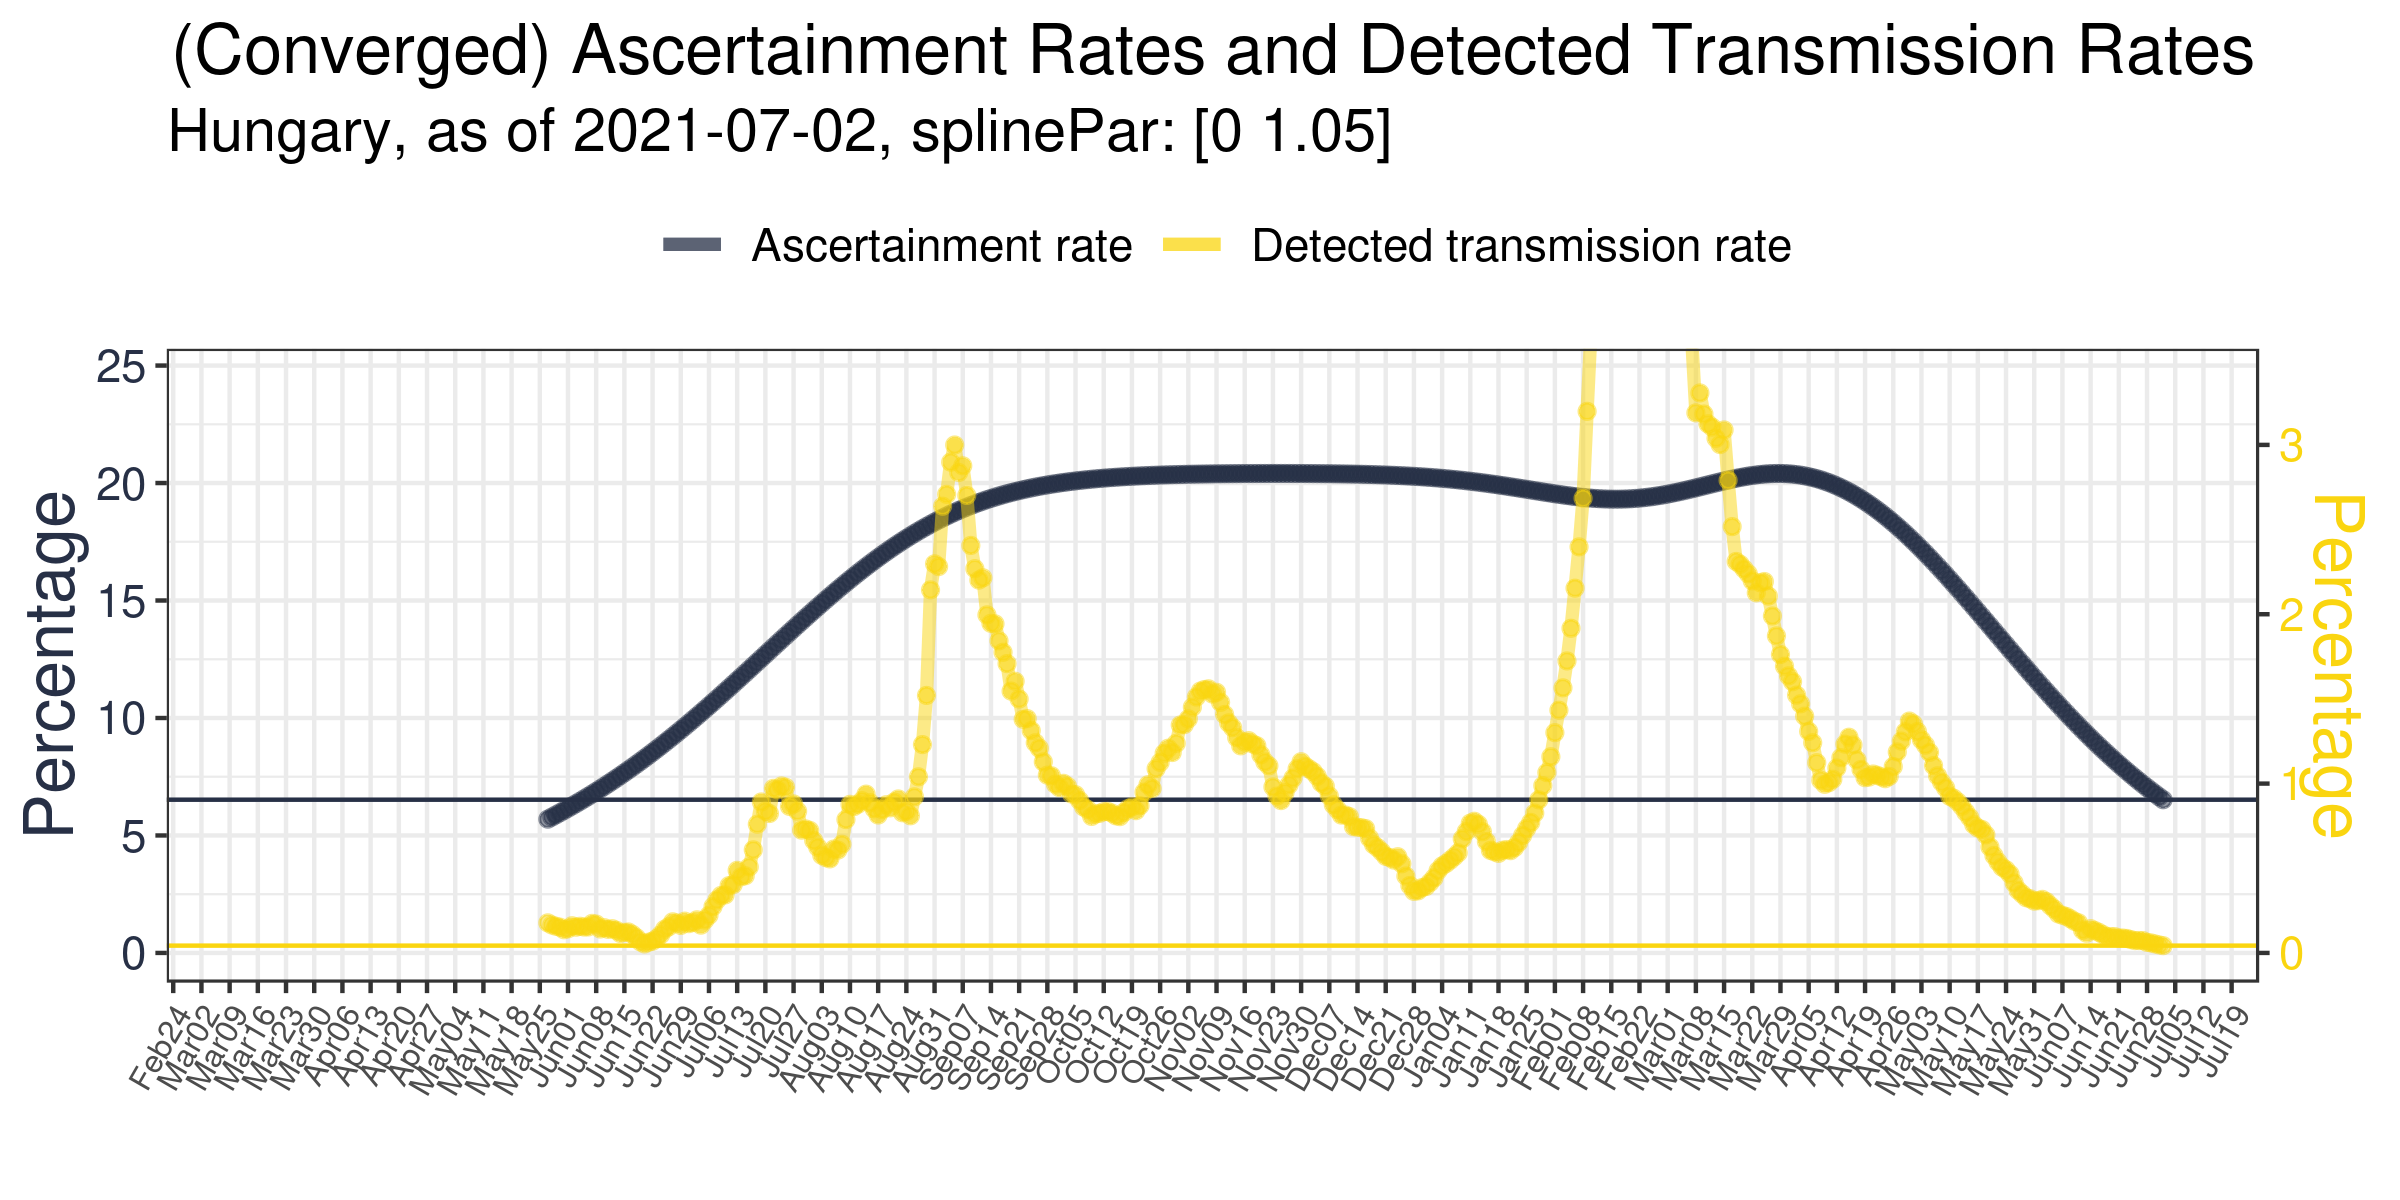 (Converged) Ascertainment Rates and Detected Transmission Rates
Hungary, as of 2021-07-02, splinePar: [0 1.05]
Ascertainment rate
Detected transmission rate
Percentage
25
20
15
10
5
0
3
2
1
0
Percentage
Feb24
Mar02
Mar09
Mar16
Mar23
Mar30
Apr06
Apr13
Apr20
Apr27
May04
May11
May18
May25
Jun01
Jun08
Jun15
Jun22
Jun29
Jul06
Jul13
Jul20
Jul27
Aug03
Aug10
Aug17
Aug24
Aug31
Sep07
Sep14
Sep21
Sep28
Oct05
Oct12
Oct19
Oct26
Nov02
Nov09
Nov16
Nov23
Nov30
Dec07
Dec14
Dec21
Dec28
Jan04
Jan11
Jan18
Jan25
Feb01
Feb08
Feb15
Feb22
Mar01
Mar08
Mar15
Mar22
Mar29
Apr05
Apr12
Apr19
Apr26
May03
May10
May17
May24
May31
Jun07
Jun14
Jun21
Jun28
Jul05
Jul12
Jul19